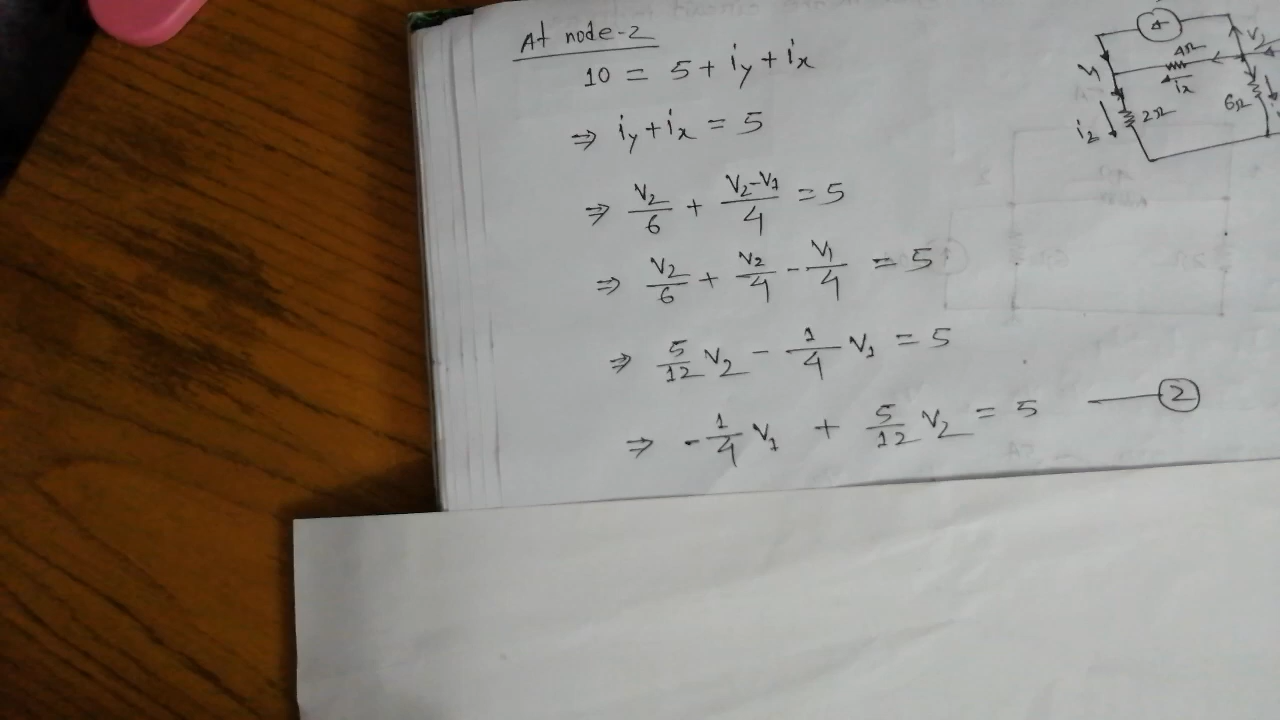 At node-2
10 = 5 + iy + ix
⇒ iy + ix = 5
⇒ V2/6 + (V2-V1)/4 = 5
⇒ V2/6 + V2/4 - V1/4 = 5
⇒ 5/12 V2 - 1/4 V1 = 5
⇒ -1/4 V1 + 5/12 V2 = 5 —— ②
4Ω
ix
V1
i2
2Ω
6Ω